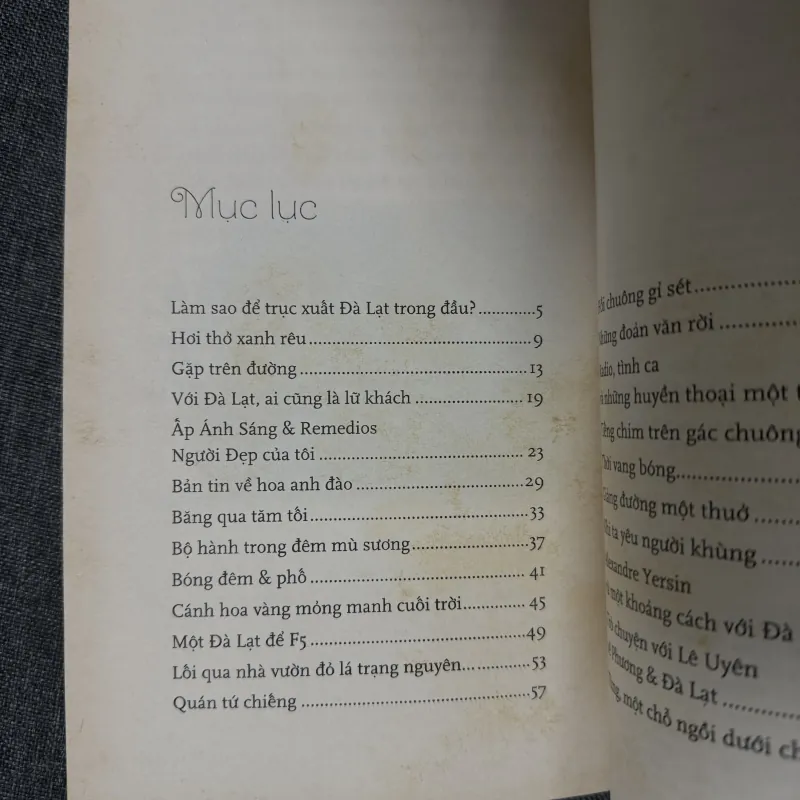 Mục lục
Làm sao để trục xuất Đà Lạt trong đầu?.............5
Hơi thở xanh rêu..........................................9
Gặp trên đường............................................13
Với Đà Lạt, ai cũng là lữ khách....................19
Ấp Ánh Sáng & Remedios
Người Đẹp của tôi........................................23
Bản tin về hoa anh đào.................................29
Băng qua tăm tối..........................................33
Bộ hành trong đêm mù sương......................37
Bóng đêm & phố..........................................41
Cánh hoa vàng mỏng manh cuối trời............45
Một Đà Lạt để F5.........................................49
Lối qua nhà vườn đỏ lá trạng nguyên............53
Quán tứ chiếng............................................57
chuông gỉ sét....................
đoản văn rời..........
tình ca
những huyền thoại một
chim trên gác chuông
vang bóng....................
đường một thuở.........
ta yêu người khùng.......
Yersin
một khoảng cách với Đà
chuyện với Lê Uyên
Phương & Đà Lạt...........
một chỗ ngồi dưới